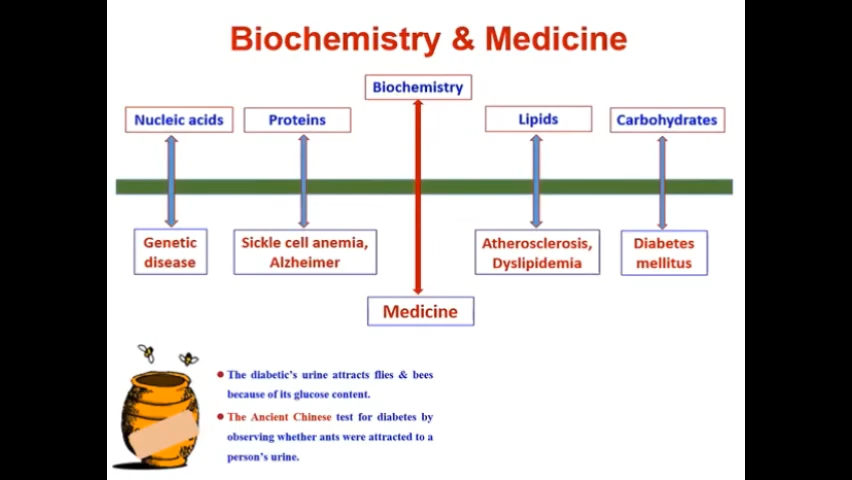 Biochemistry & Medicine
Biochemistry
Nucleic acids
Proteins
Lipids
Carbohydrates
Genetic
disease
Sickle cell anemia,
Alzheimer
Atherosclerosis,
Dyslipidemia
Diabetes
mellitus
Medicine
The diabetic's urine attracts flies & bees
because of its glucose content.
The Ancient Chinese test for diabetes by
observing whether ants were attracted to a
person's urine.